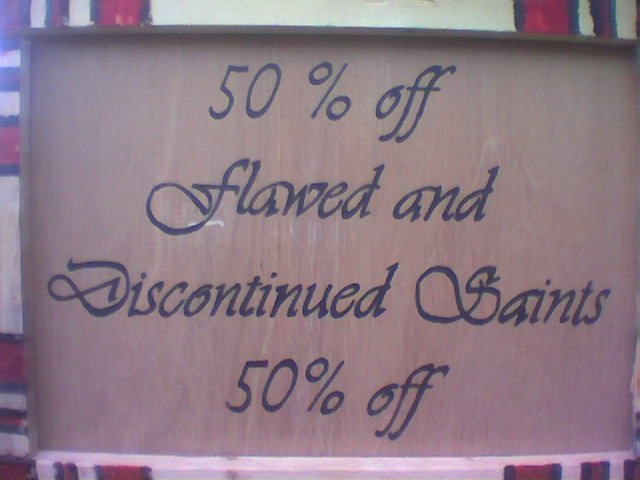 50 % off
Flawed and
Discontinued Saints
50% off